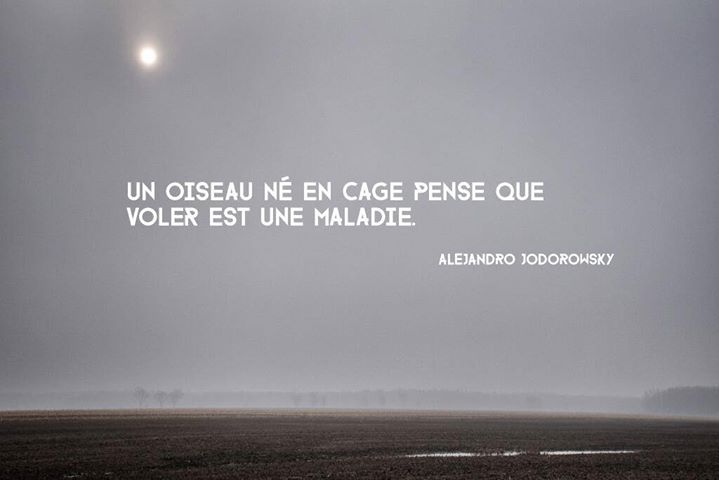 UN OISEAU NÉ EN CAGE PENSE QUE
VOLER EST UNE MALADIE.
ALEJANDRO JODOROWSKY